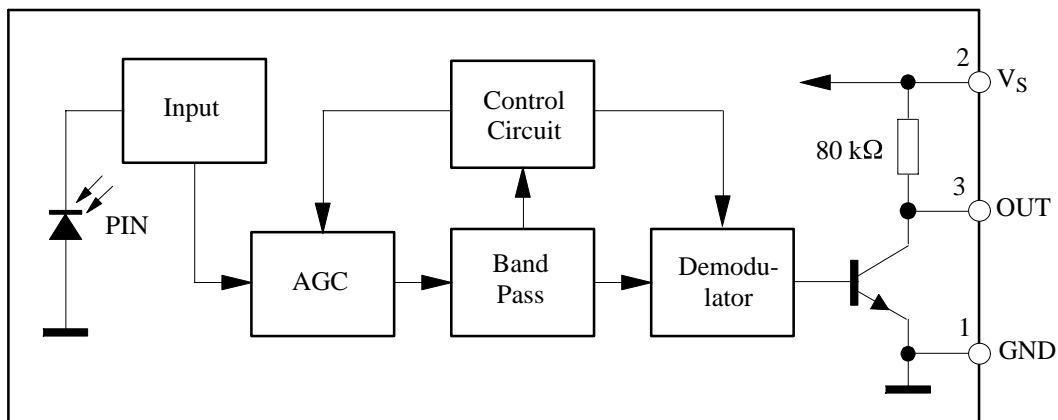 Input
Control
Circuit
2
V_S
80 kΩ
3
OUT
PIN
AGC
Band
Pass
Demodu-
lator
1
GND